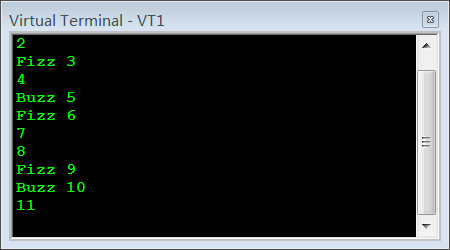 Virtual Terminal - VT1
2
Fizz 3
4
Buzz 5
Fizz 6
7
8
Fizz 9
Buzz 10
11